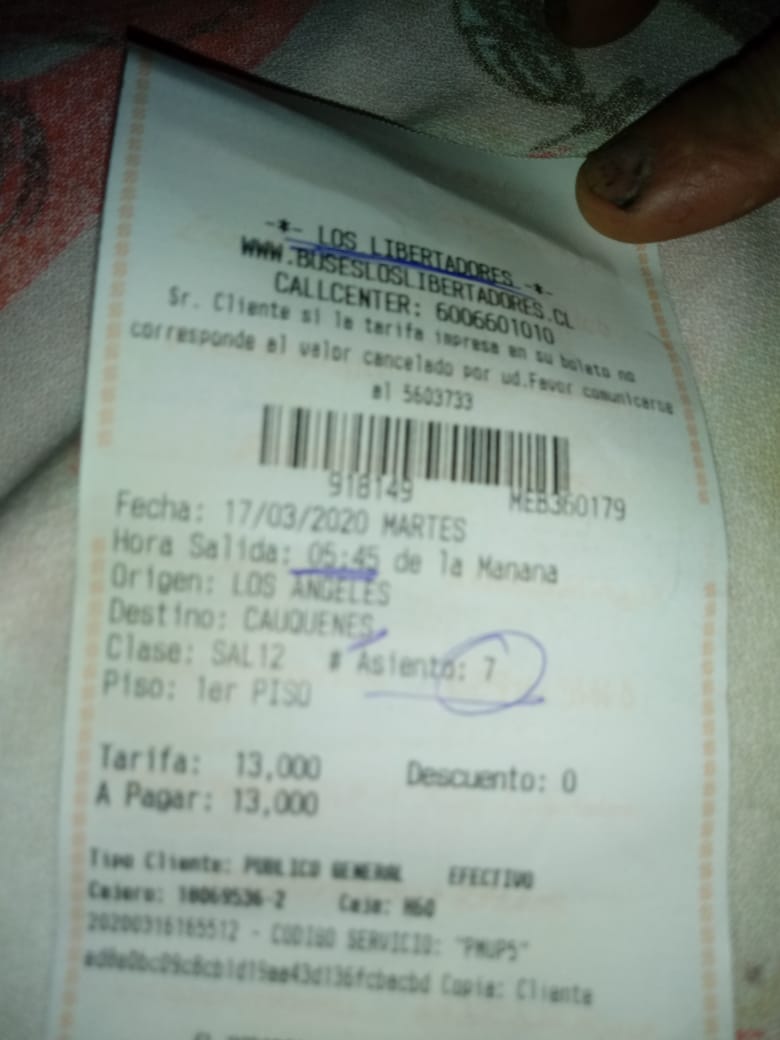 -*- LOS LIBERTADORES -*-
WWW.BUSESLOSLIBERTADORES.CL
CALLCENTER: 6006601010
Sr. Cliente si la tarifa impresa en su boleto no
corresponde al valor cancelado por ud.Favor comunicarse
al 5603733
918149 MEB360179
Fecha: 17/03/2020 MARTES
Hora Salida: 05:45 de la Manana
Origen: LOS ANGELES
Destino: CAUQUENES
Clase: SAL12 # Asiento: 7
Piso: 1er PISO
Tarifa: 13,000 Descuento: 0
A Pagar: 13,000
Tipo Cliente: PUBLICO GENERAL EFECTIVO
Cajero: 18069536-2 Caja: H60
20200316165512 - CODIGO SERVICIO: "PMUP5"
Copia: Cliente